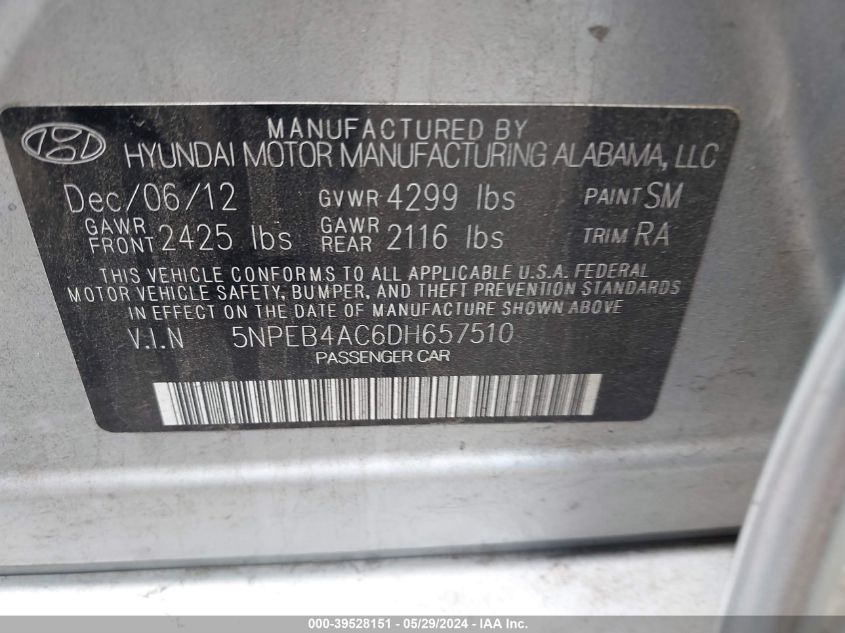 MANUFACTURED BY
HYUNDAI MOTOR MANUFACTURING ALABAMA, LLC
Dec/06/12 GVWR 4299 lbs PAINT SM
GAWR FRONT 2425 lbs GAWR REAR 2116 lbs TRIM RA
THIS VEHICLE CONFORMS TO ALL APPLICABLE U.S.A. FEDERAL
MOTOR VEHICLE SAFETY, BUMPER, AND THEFT PREVENTION STANDARDS
IN EFFECT ON THE DATE OF MANUFACTURE SHOWN ABOVE.
V.I.N 5NPEB4AC6DH657510
PASSENGER CAR
000-39528151 - 05/29/2024 - IAAI.com